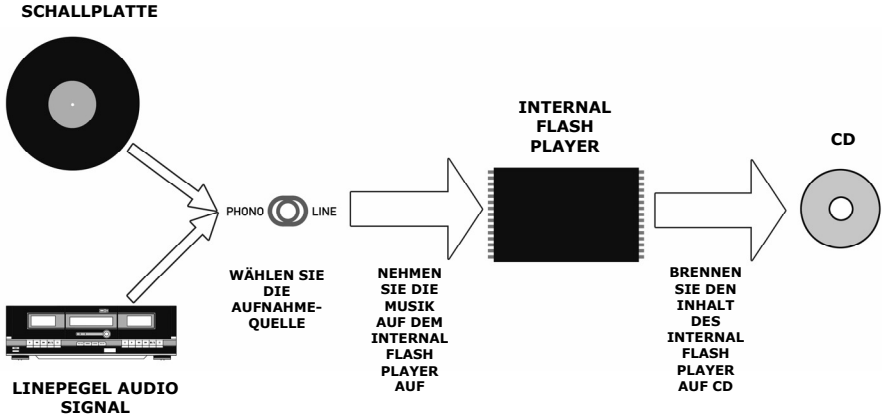 SCHALLPLATTE
LINEPEGEL AUDIO
SIGNAL
PHONO LINE
WÄHLEN SIE
DIE
AUFNAHME-
QUELLE
NEHMEN
SIE DIE
MUSIK
AUF DEM
INTERNAL
FLASH
PLAYER
AUF
INTERNAL
FLASH
PLAYER
BRENNEN
SIE DEN
INHALT
DES
INTERNAL
FLASH
PLAYER
AUF CD
CD